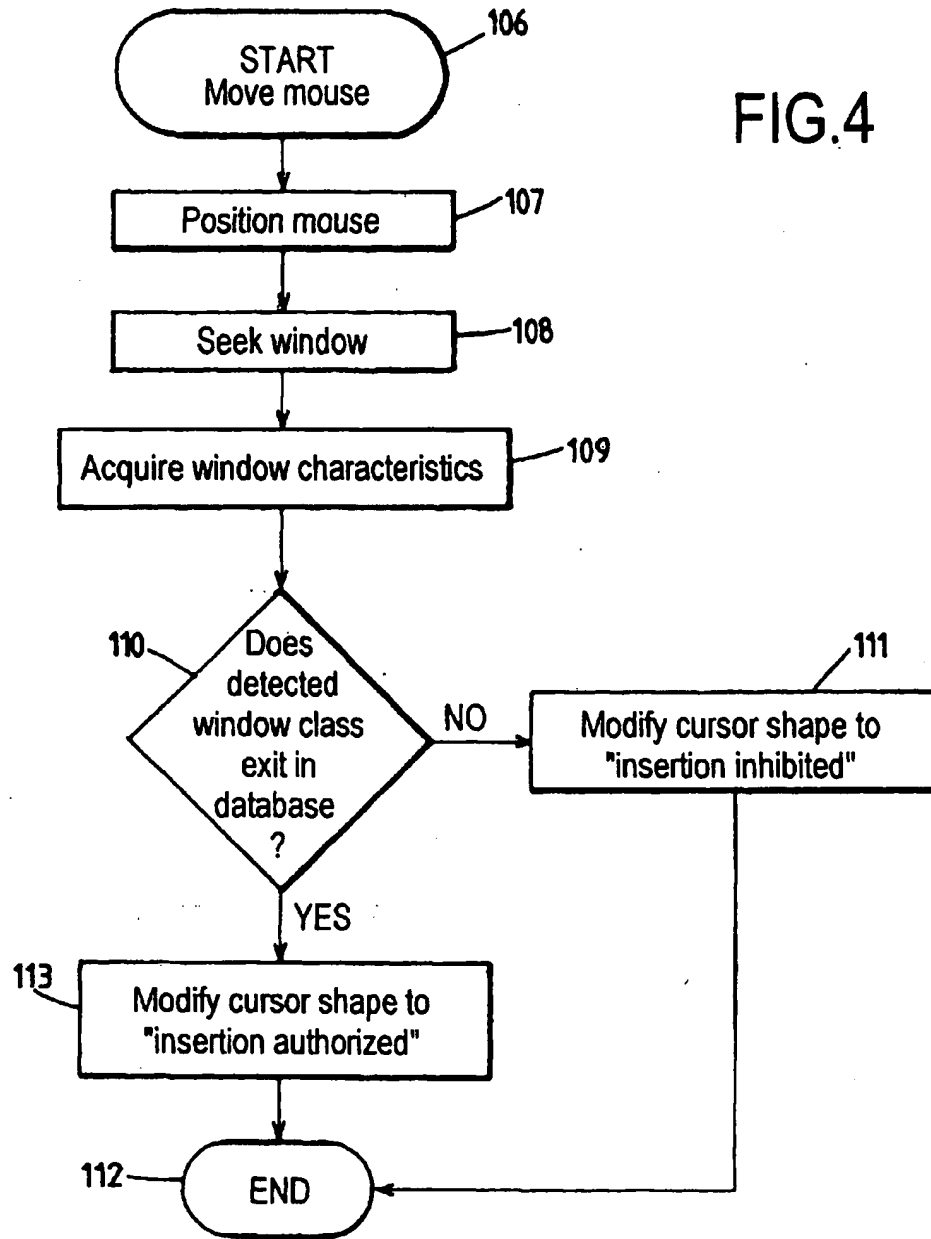 106
START
Move mouse
FIG.4
107
Position mouse
108
Seek window
109
Acquire window characteristics
110
Does
detected
window class
exit in
database
?
NO
111
Modify cursor shape to
"insertion inhibited"
YES
113
Modify cursor shape to
"insertion authorized"
112
END